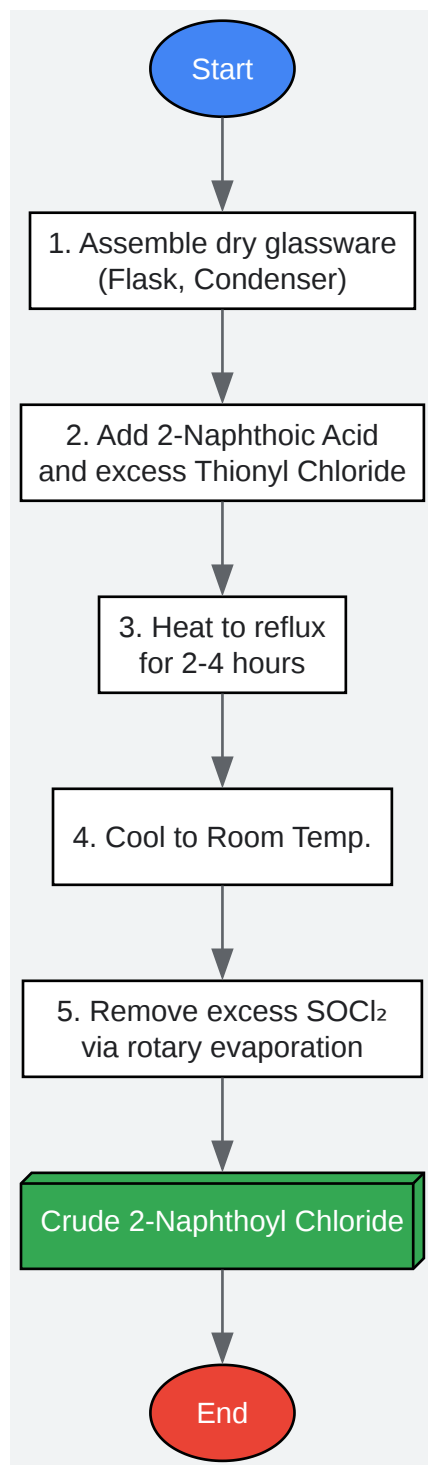 Start
1. Assemble dry glassware
(Flask, Condenser)
2. Add 2-Naphthoic Acid
and excess Thionyl Chloride
3. Heat to reflux
for 2-4 hours
4. Cool to Room Temp.
5. Remove excess SOCl₂
via rotary evaporation
Crude 2-Naphthoyl Chloride
End